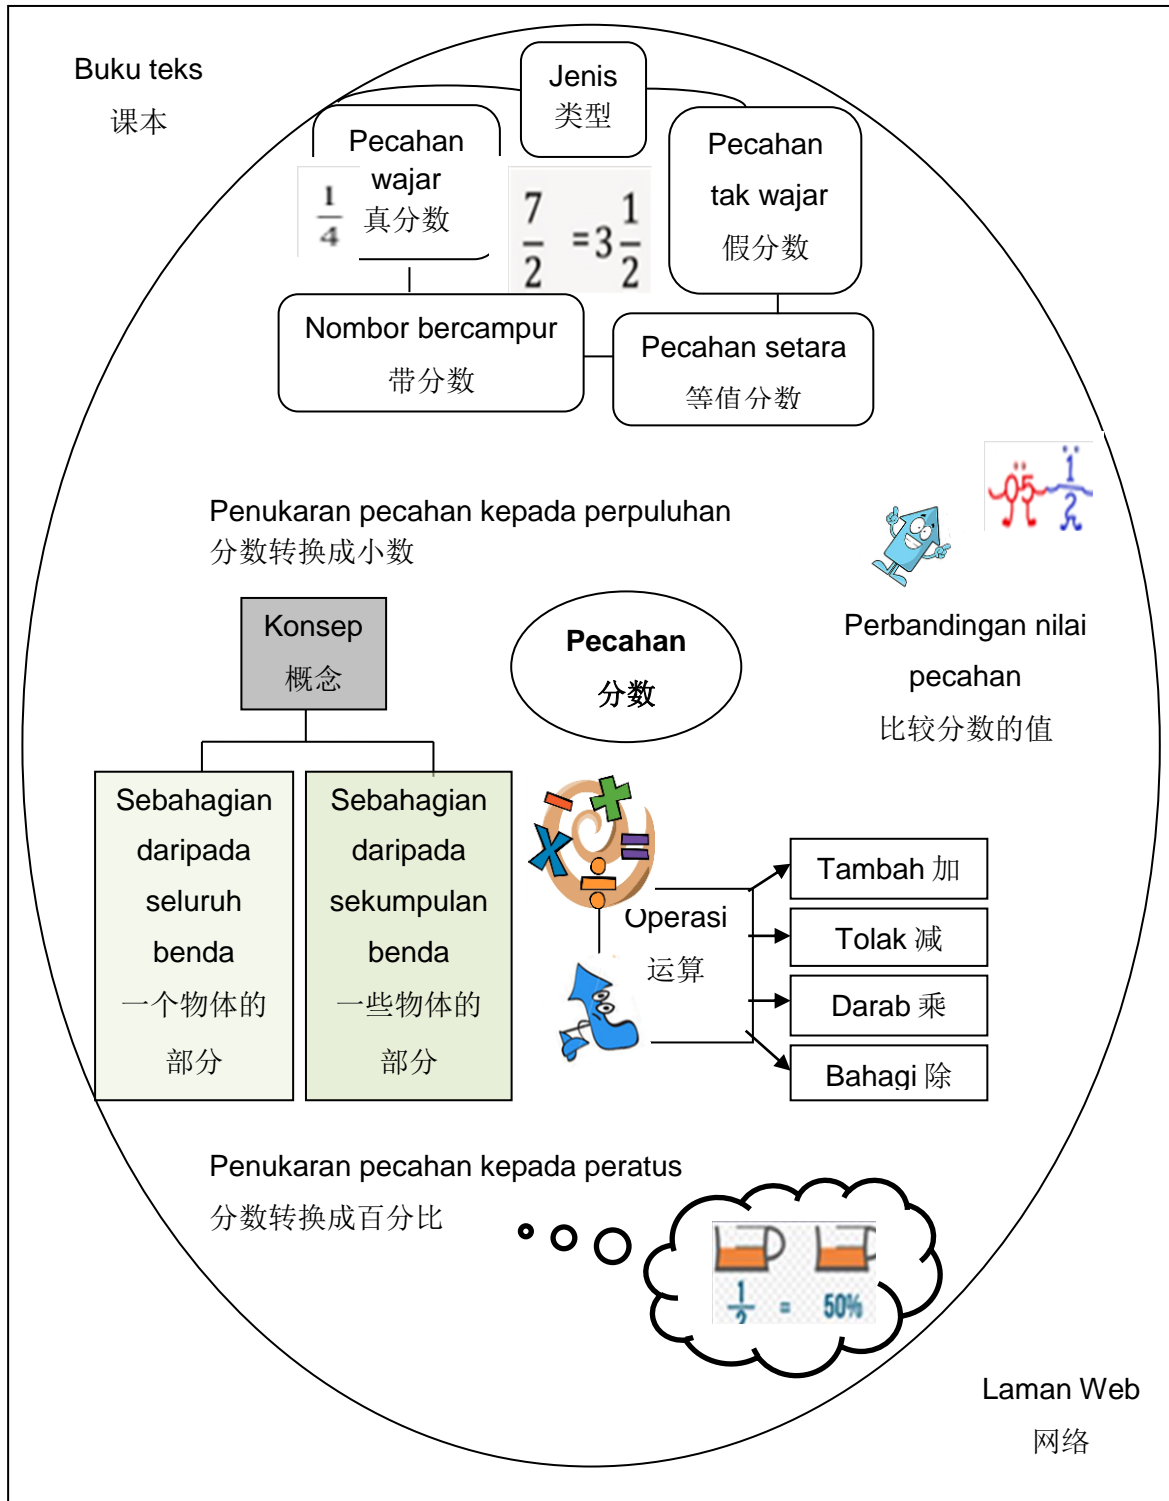 Buku teks
课本
Jenis
类型
Pecahan
wajar
真分数
1
4
7
2
=3
1
2
Pecahan
tak wajar
假分数
Nombor bercampur
带分数
Pecahan setara
等值分数
05
1
2
Penukaran pecahan kepada perpuluhan
分数转换成小数
Konsep
概念
Pecahan
分数
Perbandingan nilai
pecahan
比较分数的值
Sebahagian
daripada
seluruh
benda
一个物体的
部分
Sebahagian
daripada
sekumpulan
benda
一些物体的
部分
Operasi
运算
Tambah 加
Tolak 减
Darab 乘
Bahagi 除
Penukaran pecahan kepada peratus
分数转换成百分比
1
2
= 50%
Laman Web
网络